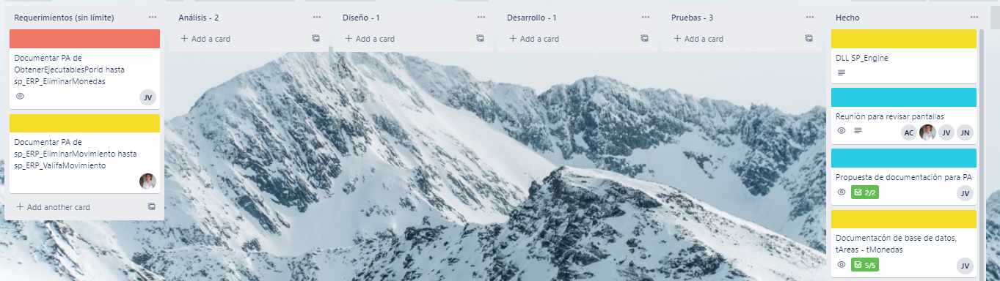 Requerimientos (sin límite)
Documentar PA de
ObtenerEjecutablesPorId hasta
sp_ERP_EliminarMonedas
JV
Documentar PA de
sp_ERP_EliminarMovimiento hasta
sp_ERP_ValifaMovimiento
+ Add another card
Análisis - 2
+ Add a card
Diseño - 1
+ Add a card
Desarrollo - 1
+ Add a card
Pruebas - 3
+ Add a card
Hecho
DLL SP_Engine
Reunión para revisar pantallas
AC JV JN
Propuesta de documentación para PA
2/2 JV
Documentacón de base de datos,
tAreas - tMonedas
5/5 JV